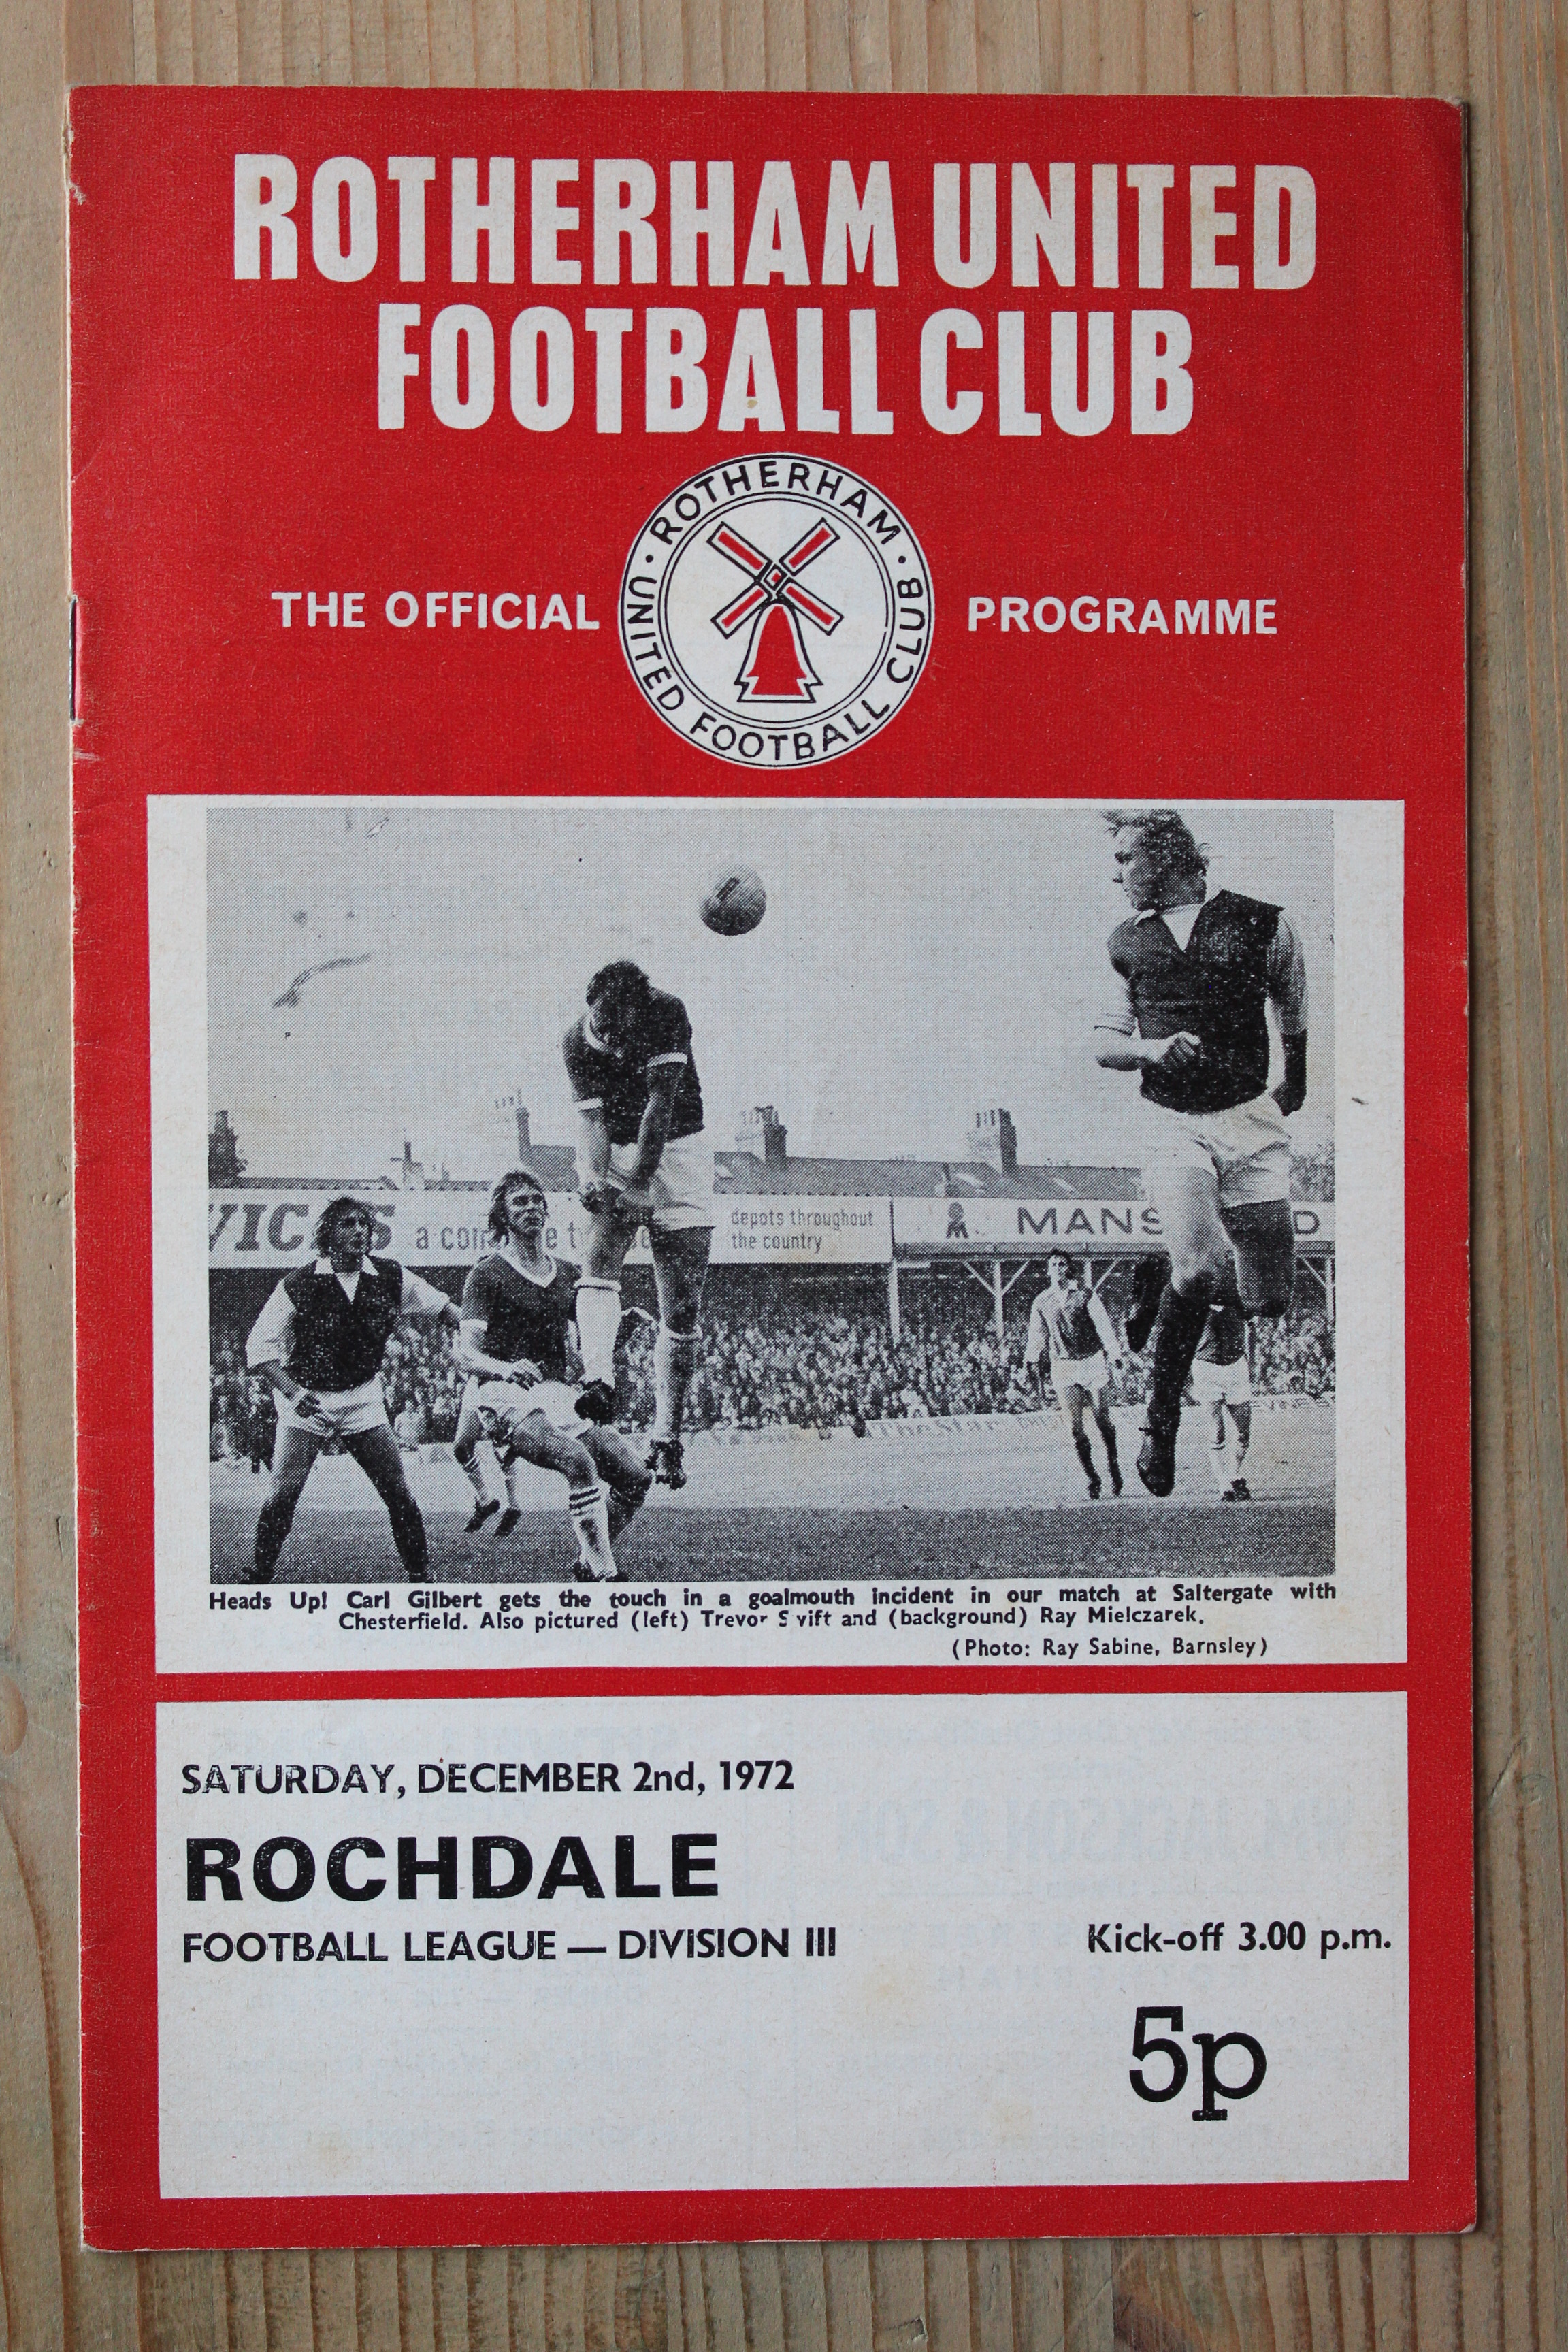 ROTHERHAM UNITED
FOOTBALL CLUB
THE OFFICIAL
· ROTHERHAM ·
UNITED FOOTBALL CLUB
PROGRAMME
depots throughout
the country
Heads Up! Carl Gilbert gets the touch in a goalmouth incident in our match at Saltergate with
Chesterfield. Also pictured (left) Trevor S vift and (background) Ray Mielczarek.
(Photo: Ray Sabine, Barnsley)
SATURDAY, DECEMBER 2nd, 1972
ROCHDALE
FOOTBALL LEAGUE — DIVISION III
Kick-off 3.00 p.m.
5p